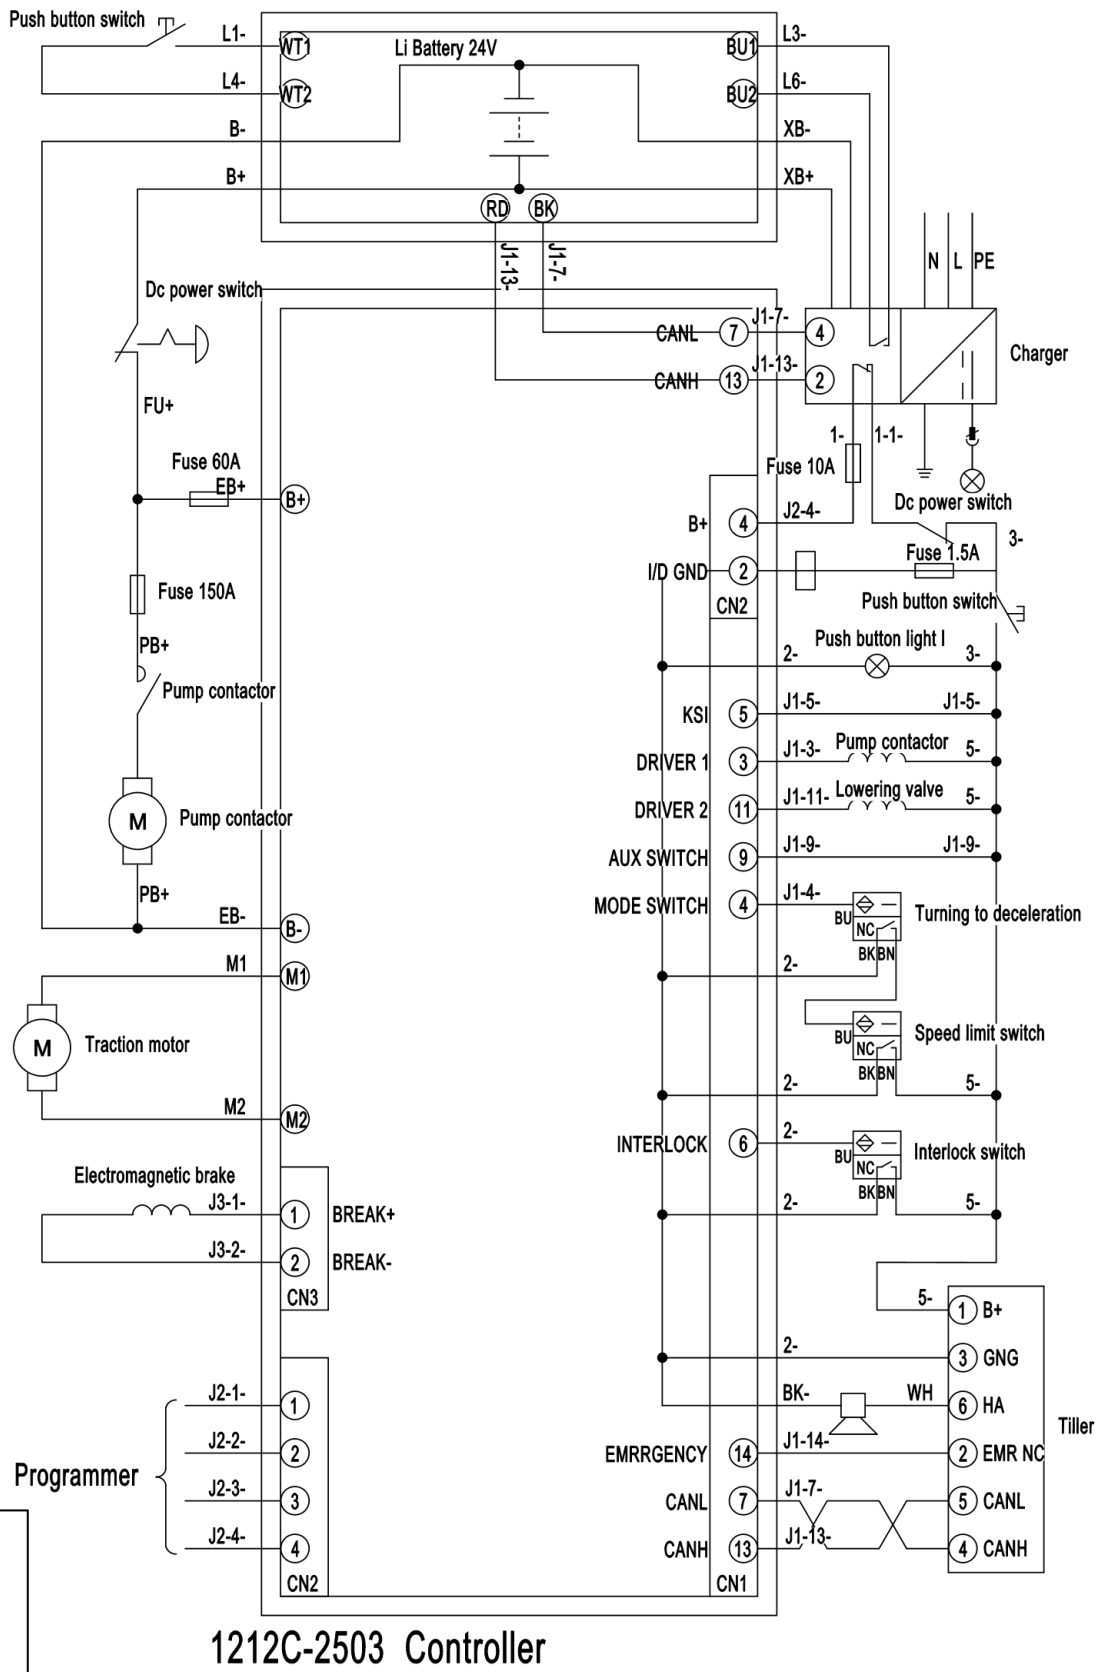 Push button switch
L1-
WT1
Li Battery 24V
BU1
L3-
L4-
WT2
BU2
L6-
B-
XB-
B+
XB+
RD
BK
J1-13-
J1-7-
N
L
PE
Dc power switch
CANL
7
J1-7-
4
Charger
CANH
13
J1-13-
2
FU+
1-
1-1-
Fuse 60A
Fuse 10A
EB+
B+
Dc power switch
B+
4
J2-4-
3-
Fuse 1.5A
I/D GND
2
Fuse 150A
CN2
Push button switch
PB+
Push button light I
2-
3-
Pump contactor
KSI
5
J1-5-
J1-5-
DRIVER 1
3
J1-3-
Pump contactor
5-
M
Pump contactor
DRIVER 2
11
J1-11-
Lowering valve
5-
AUX SWITCH
9
J1-9-
J1-9-
PB+
MODE SWITCH
4
J1-4-
BU
NC
Turning to deceleration
BK
BN
EB-
B-
M1
M1
2-
M
Traction motor
BU
NC
Speed limit switch
BK
BN
2-
5-
M2
M2
INTERLOCK
6
2-
BU
NC
Interlock switch
BK
BN
Electromagnetic brake
J3-1-
1
BREAK+
2-
5-
J3-2-
2
BREAK-
CN3
5-
1
B+
2-
3
GNG
J2-1-
1
BK-
WH
6
HA
Tiller
J2-2-
2
EMRRGENCY
14
J1-14-
2
EMR NC
Programmer
J2-3-
3
CANL
7
J1-7-
5
CANL
J2-4-
4
CANH
13
J1-13-
4
CANH
CN2
CN1
1212C-2503 Controller